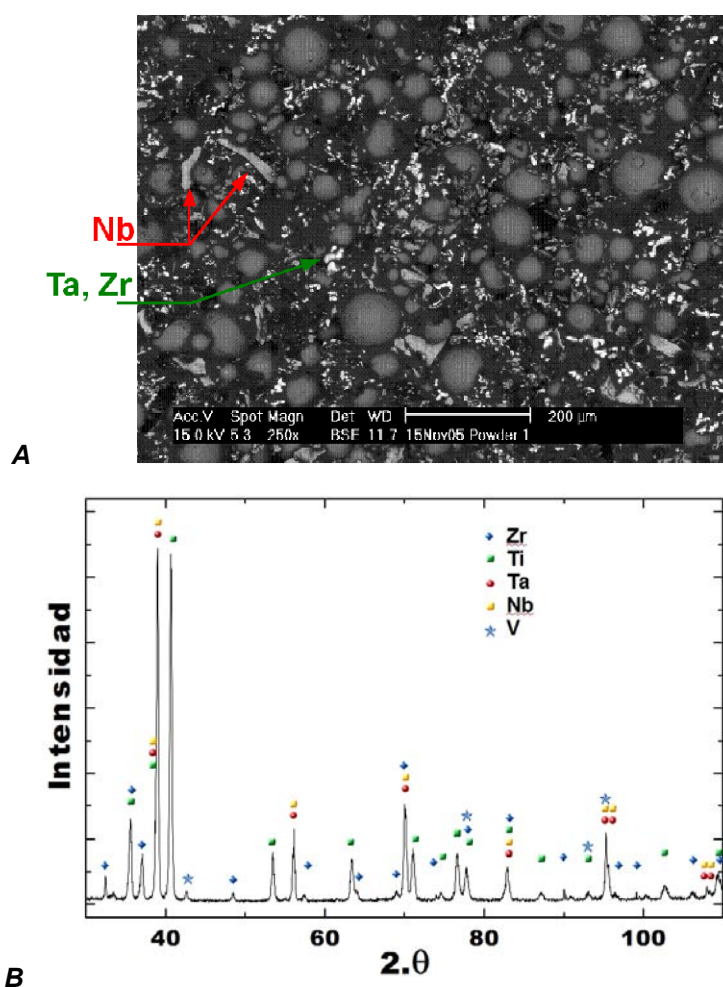 Nb
Ta, Zr
Acc.V Spot Magn Det WD 200 µm
15.0 kV 5.3 250x BSE 11.7 15Nov05 Powder 1
A
Zr
Ti
Ta
Nb
V
Intensidad
40 60 80 100
2.θ
B